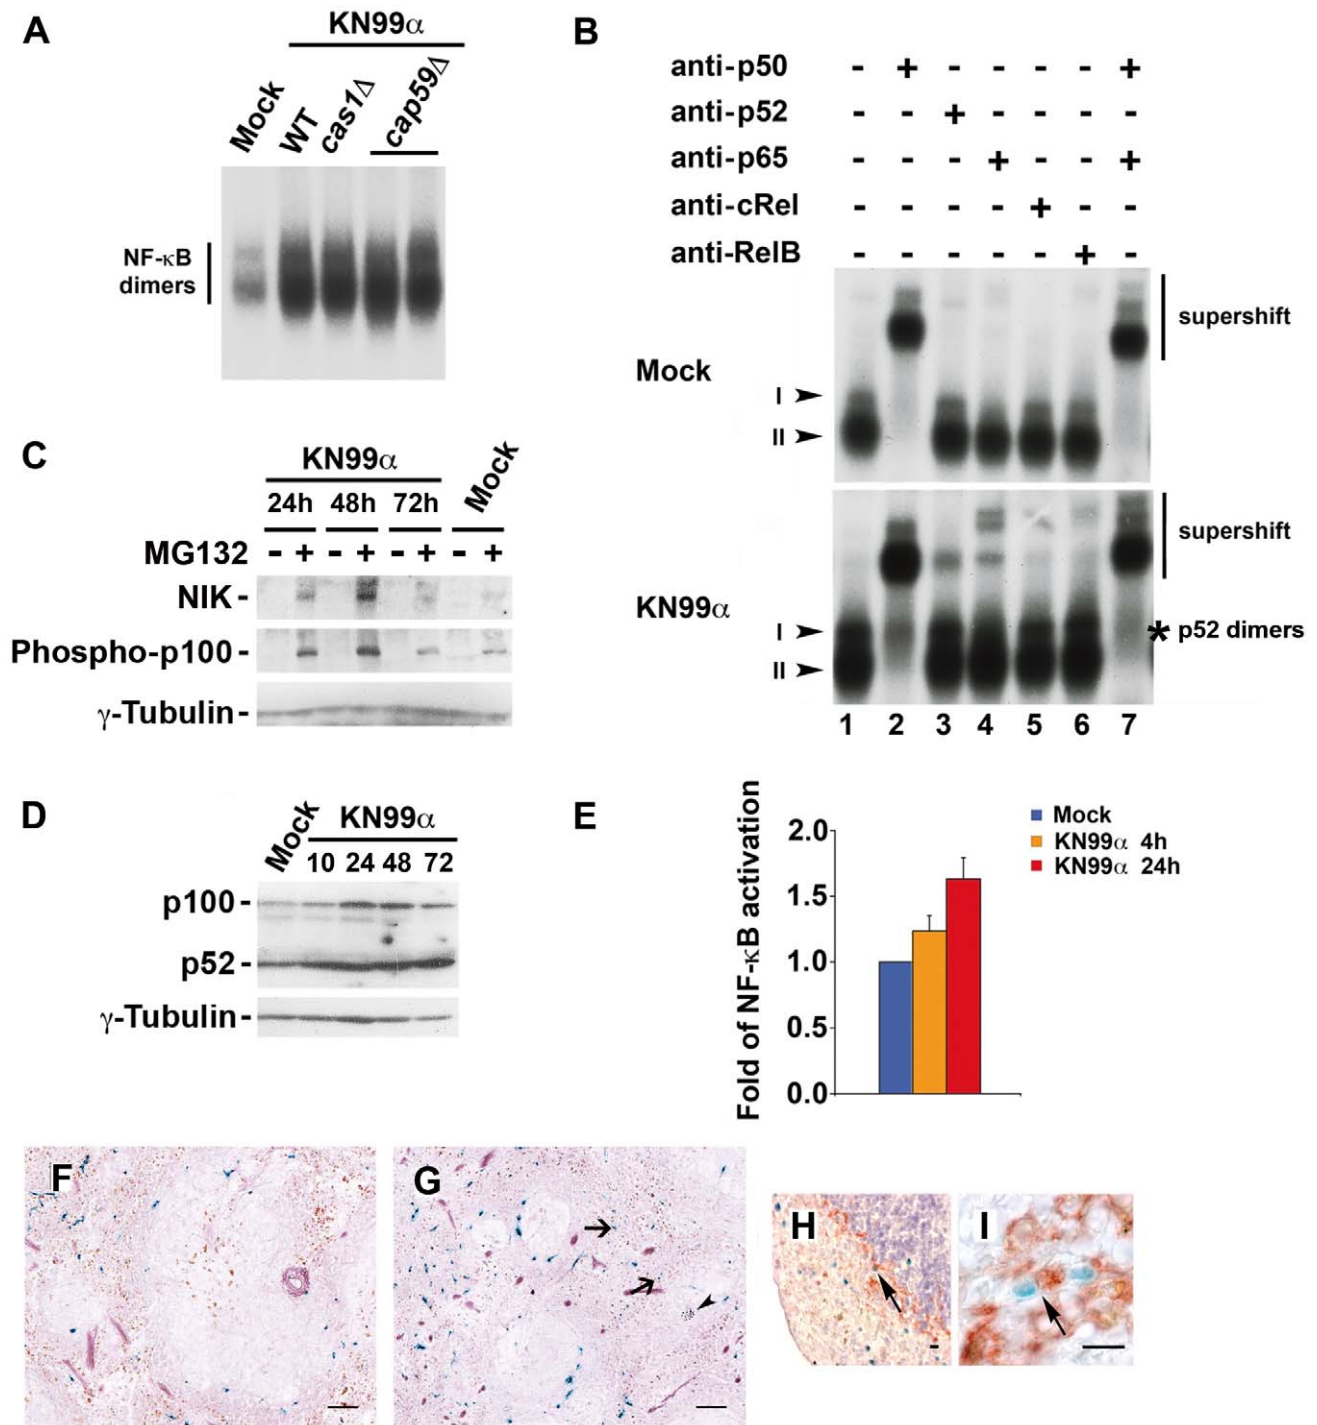 A
KN99α
Mock
WT
cas1Δ
cap59Δ
NF-κB
dimers
B
anti-p50 - + - - - - +
anti-p52 - - + - - - -
anti-p65 - - - + - - +
anti-cRel - - - - + - -
anti-RelB - - - - - + -
supershift
Mock
I
II
supershift
KN99α
I
* p52 dimers
II
1 2 3 4 5 6 7
C
KN99α
Mock
24h 48h 72h
MG132 - + - + - + - +
NIK -
Phospho-p100 -
γ-Tubulin -
D
Mock
KN99α
10 24 48 72
p100 -
p52 -
γ-Tubulin -
E
Fold of NF-κB activation
2.0
1.5
1.0
0.5
0.0
Mock
KN99α 4h
KN99α 24h
F
G
H
I